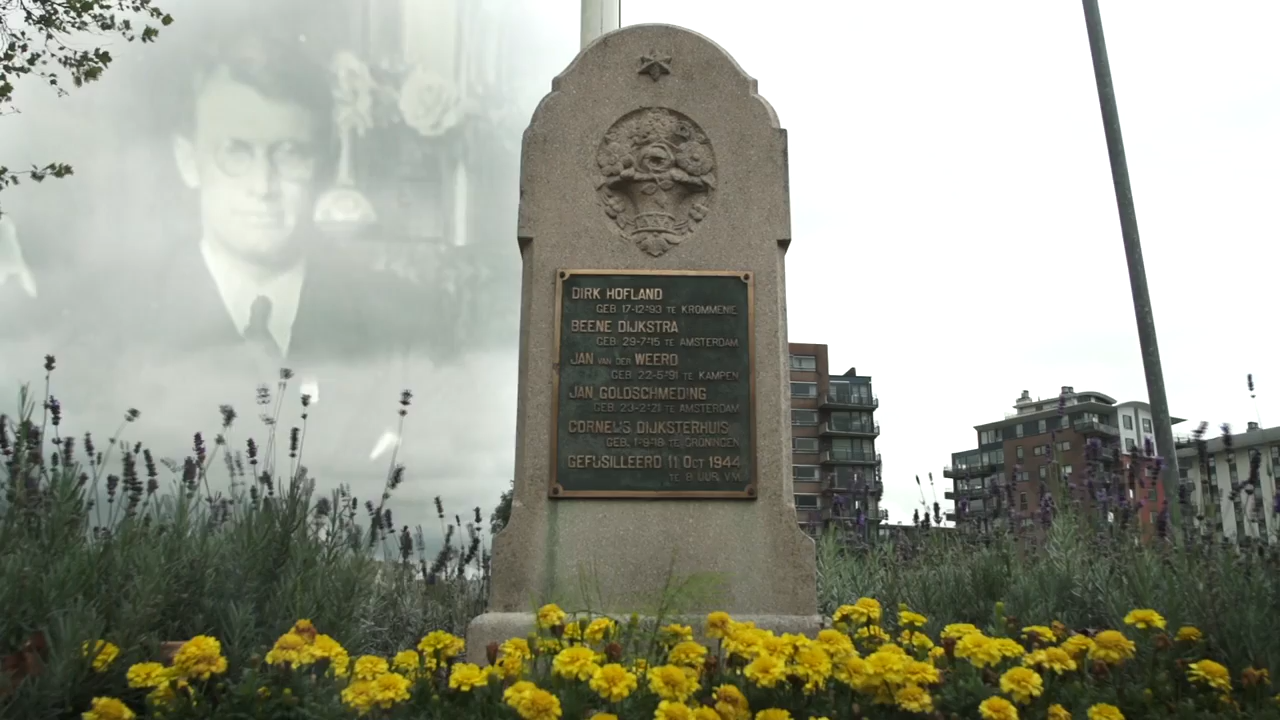 DIRK HOFLAND
GEB 17-12-'93 TE KROMMENIE
BEENE DIJKSTRA
GEB. 29-7-'15 TE AMSTERDAM
JAN VAN DER WEERD
GEB 22-5-'91 TE KAMPEN
JAN GOLDSCHMEDING
GEB. 23-2-'21 TE AMSTERDAM
CORNELIS DIJKSTERHUIS
GEB. 1-9-'18 TE GRONINGEN
GEFUSILLEERD 11 OCT 1944
TE 8 UUR V.M.